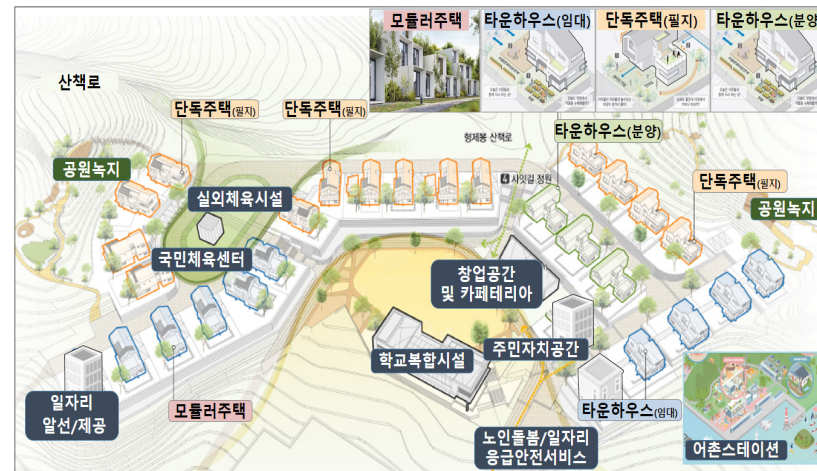 모듈러주택
타운하우스(임대)
단독주택(필지)
타운하우스(분양
산책로
단독주택(필지)
단독주택(필지)
형제봉 산책로
타운하우스(분양)
공원녹지
4 사잇길 정원
단독주택(필지)
실외체육시설
공원녹지
국민체육센터
창업공간
및 카페테리아
학교복합시설
주민자치공간
일자리
알선/제공
모듈러주택
타운하우스(임대)
노인돌봄/일자리
응급안전서비스
어촌스테이션